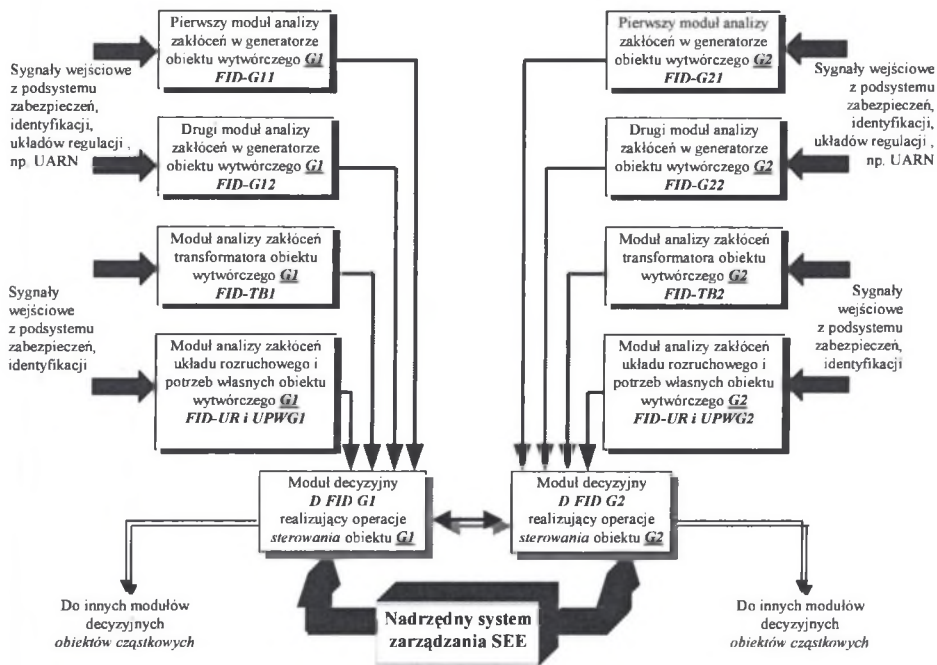 Pierwszy moduł analizy
zakłóceń w generatorze
obiektu wytwórczego G1
FID-G11
Pierwszy moduł analizy
zakłóceń w generatorze
obiektu wytwórczego G2
FID-G21
Sygnały wejściowe
z podsystemu
zabezpieczeń,
identyfikacji,
układów regulacji ,
np. UARN
Sygnały wejściowe
z podsystemu
zabezpieczeń,
identyfikacji,
układów regulacji ,
np. UARN
Drugi moduł analizy
zakłóceń w generatorze
obiektu wytwórczego G1
FID-G12
Drugi moduł analizy
zakłóceń w generatorze
obiektu wytwórczego G2
FID-G22
Moduł analizy zakłóceń
transformatora obiektu
wytwórczego G1
FID-TB1
Moduł analizy zakłóceń
transformatora obiektu
wytwórczego G2
FID-TB2
Sygnały
wejściowe
z podsystemu
zabezpieczeń,
identyfikacji
Sygnały
wejściowe
z podsystemu
zabezpieczeń,
identyfikacji
Moduł analizy zakłóceń
układu rozruchowego i
potrzeb własnych obiektu
wytwórczego G1
FID-UR i UPWG1
Moduł analizy zakłóceń
układu rozruchowego i
potrzeb własnych obiektu
wytwórczego G2
FID-UR i UPWG2
Moduł decyzyjny
D FID G1
realizujący operacje
sterowania obiektu G1
Moduł decyzyjny
D FID G2
realizujący operacje
sterowania obiektu G2
Do innych modułów
decyzyjnych
obiektów cząstkowych
Nadrzędny system
zarządzania SEE
Do innych modułów
decyzyjnych
obiektów cząstkowych